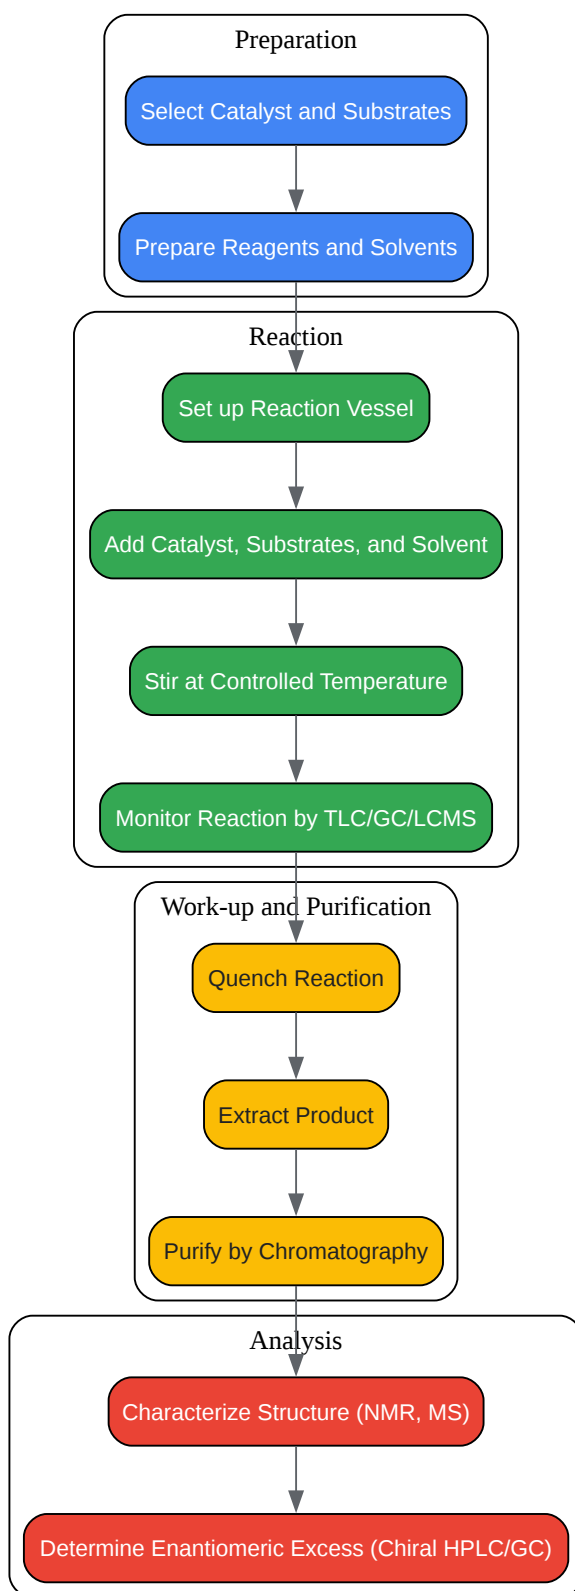 Preparation
Select Catalyst and Substrates
Prepare Reagents and Solvents
Reaction
Set up Reaction Vessel
Add Catalyst, Substrates, and Solvent
Stir at Controlled Temperature
Monitor Reaction by TLC/GC/LCMS
Work-up and Purification
Quench Reaction
Extract Product
Purify by Chromatography
Analysis
Characterize Structure (NMR, MS)
Determine Enantiomeric Excess (Chiral HPLC/GC)